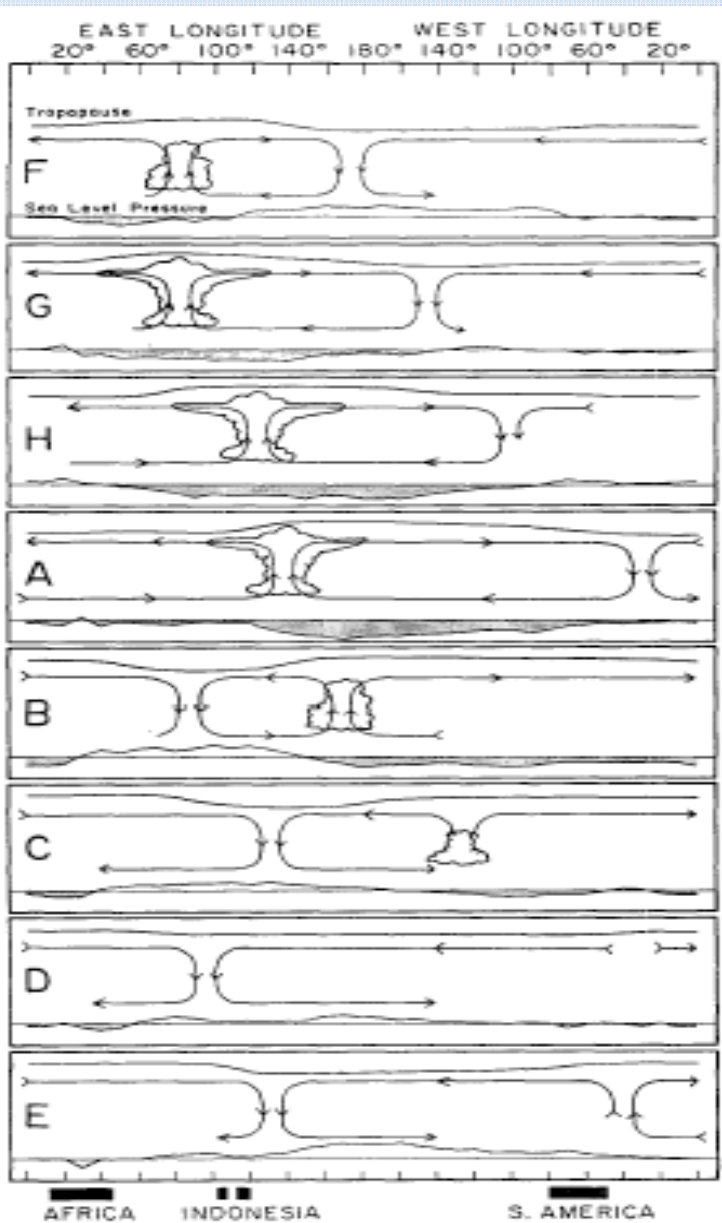 EAST LONGITUDE WEST LONGITUDE
20° 60° 100° 140° 180° 140° 100° 60° 20°
Tropopause
F
Sea Level Pressure
G
H
A
B
C
D
E
AFRICA INDONESIA S. AMERICA